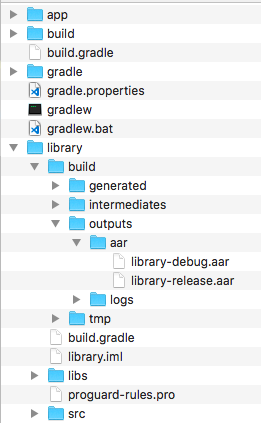 app
build
build.gradle
gradle
gradle.properties
gradlew
gradlew.bat
library
build
generated
intermediates
outputs
aar
library-debug.aar
library-release.aar
logs
tmp
build.gradle
library.iml
libs
proguard-rules.pro
src